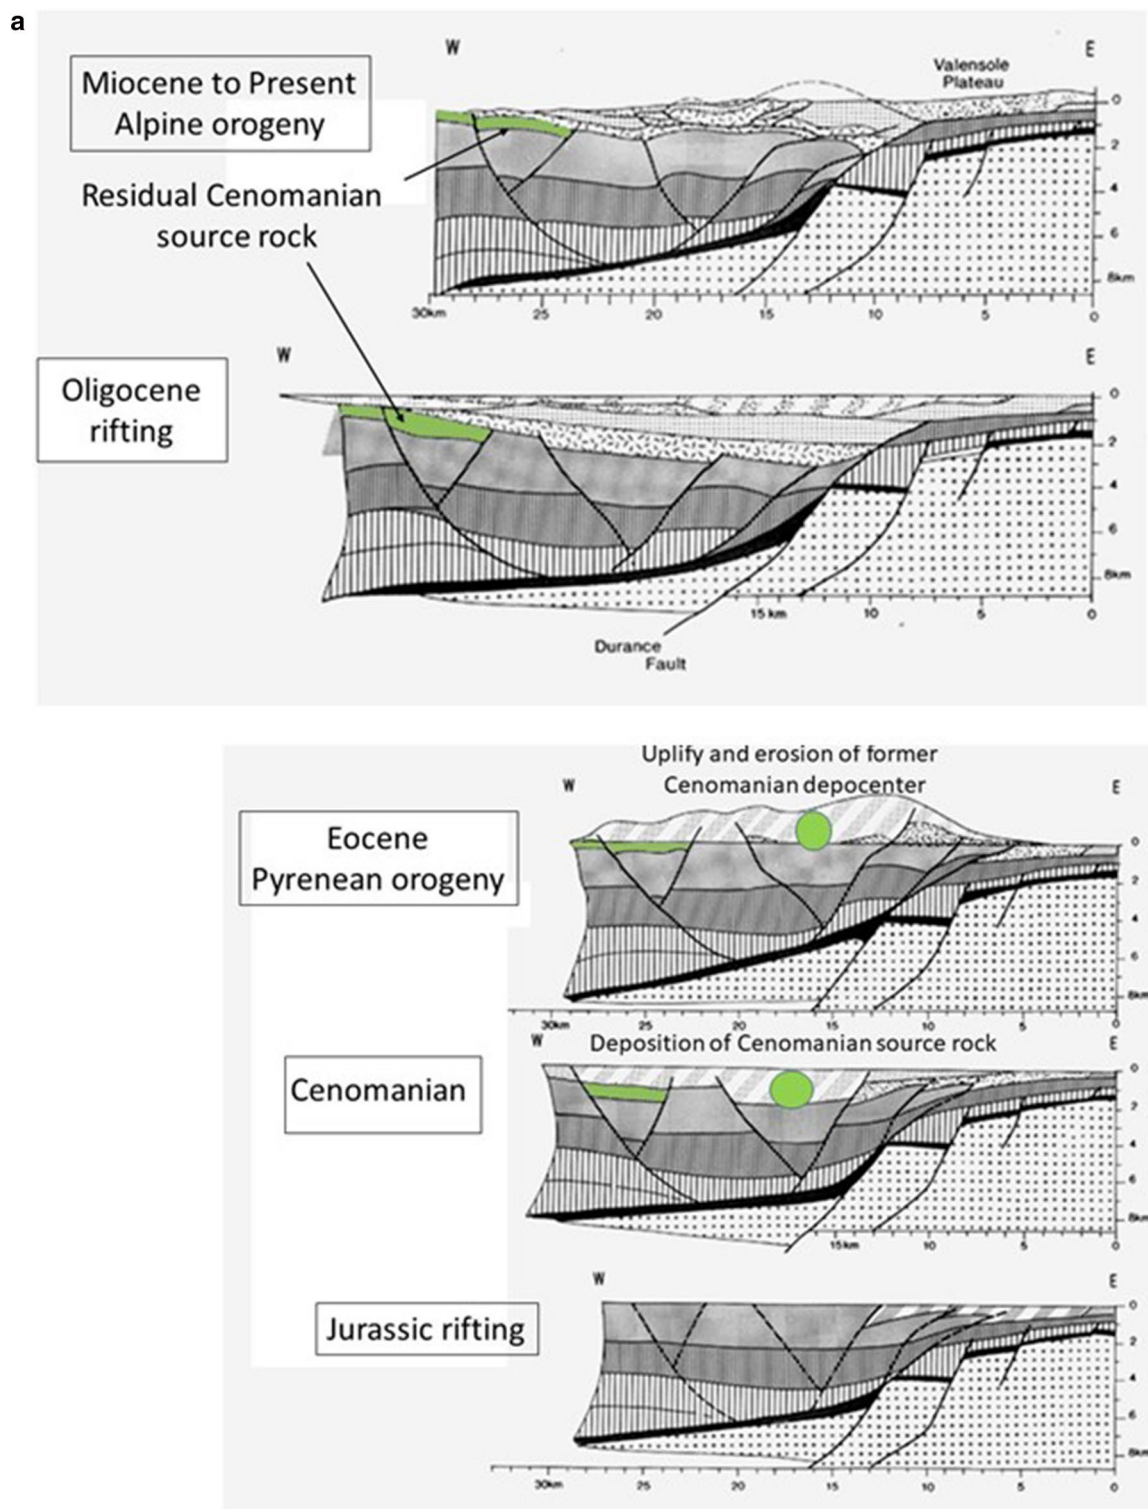 a
W
E
Miocene to Present
Alpine orogeny
Valensole
Plateau
0
2
4
6
8km
Residual Cenomanian
source rock
30km 25 20 15 10 5 0
W
E
Oligocene
rifting
0
2
4
6
8km
15 km 10 5 0
Durance
Fault
Uplify and erosion of former
Cenomanian depocenter
W
E
Eocene
Pyrenean orogeny
0
2
4
6
8km
30km 25 20 15 10 5 0
W
Deposition of Cenomanian source rock
E
Cenomanian
0
2
4
6
8km
15km 10 5 0
W
E
Jurassic rifting
0
2
4
6
8km
30km 25 20 15 10 5 0